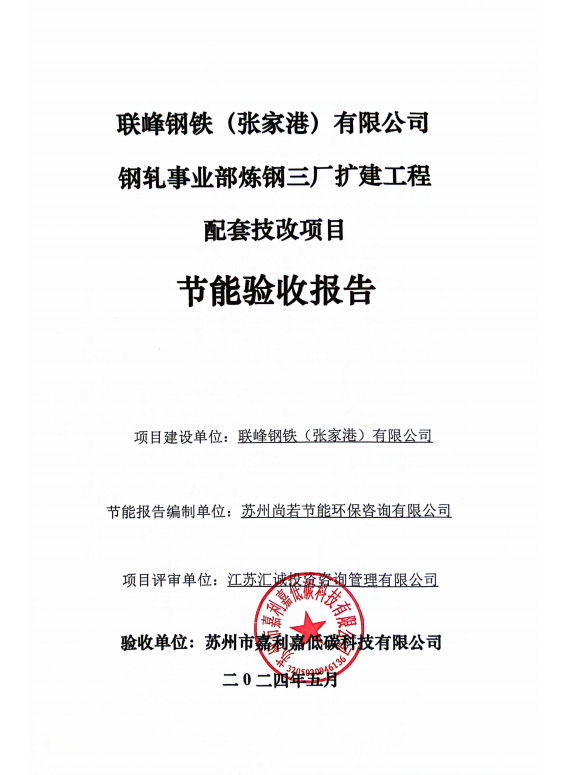 联峰钢铁（张家港）有限公司
钢轧事业部炼钢三厂扩建工程
配套技改项目
节能验收报告
项目建设单位：联峰钢铁（张家港）有限公司
节能报告编制单位：苏州尚若节能环保咨询有限公司
项目评审单位：江苏汇诚投资咨询管理有限公司
验收单位：苏州市嘉利嘉低碳科技有限公司
二0二四年五月
苏州市嘉利嘉低碳科技有限公司